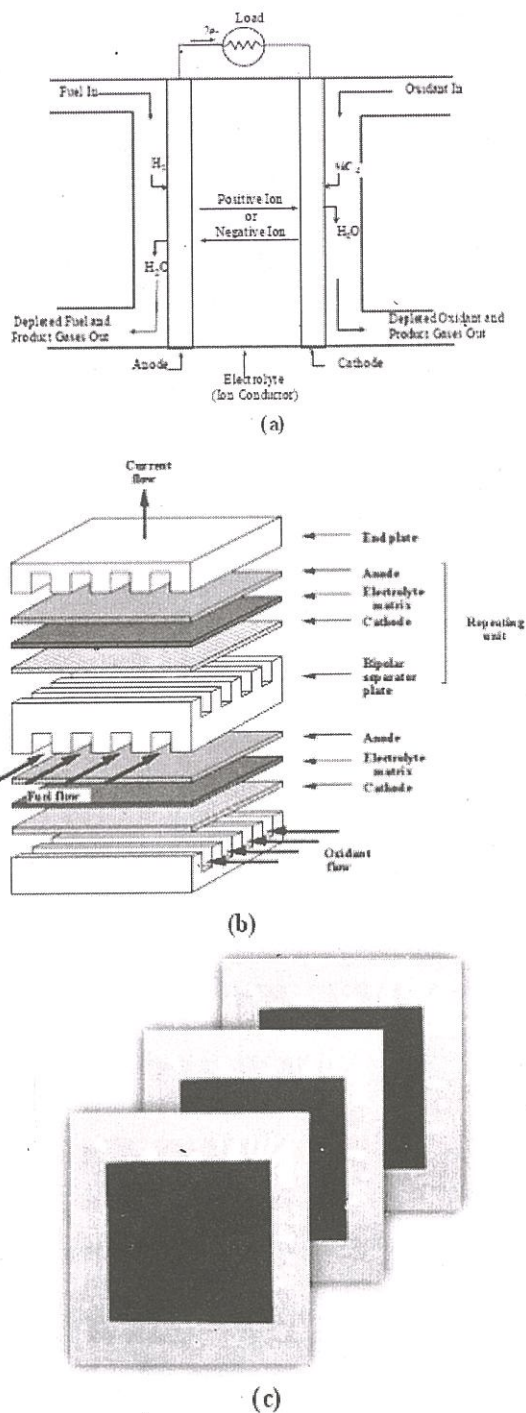 Load
2e-
Fuel In
Oxidant In
H2
Positive Ion
or
Negative Ion
H2O
H2O
Depleted Fuel and
Product Gases Out
Depleted Oxidant and
Product Gases Out
Anode
Cathode
Electrolyte
(Ion Conductor)
(a)
Current
flow
End plate
Anode
Electrolyte
matrix
Cathode
Repeating
unit
Bipolar
separator
plate
Anode
Electrolyte
matrix
Cathode
Fuel flow
Oxidant
flow
(b)
(c)